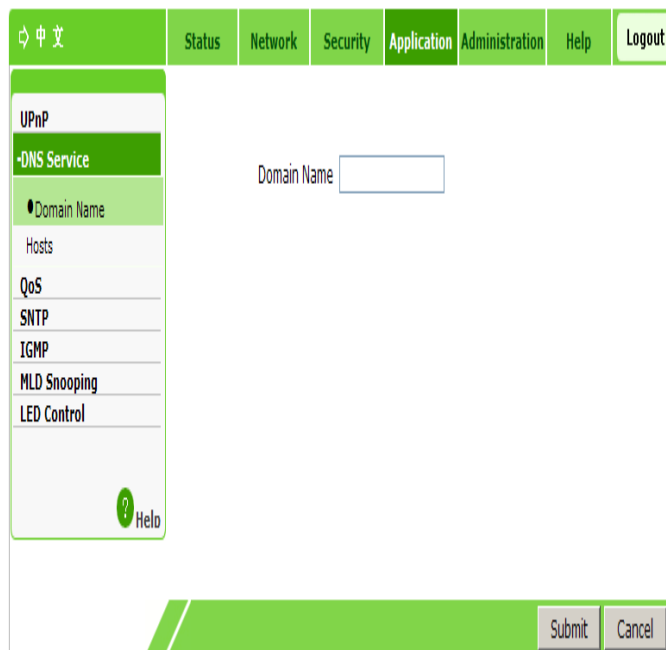 ⇨ 中文
Status Network Security Application Administration Help Logout
UPnP
-DNS Service
●Domain Name
Hosts
QoS
SNTP
IGMP
MLD Snooping
LED Control
? Help
Domain Name
Submit Cancel